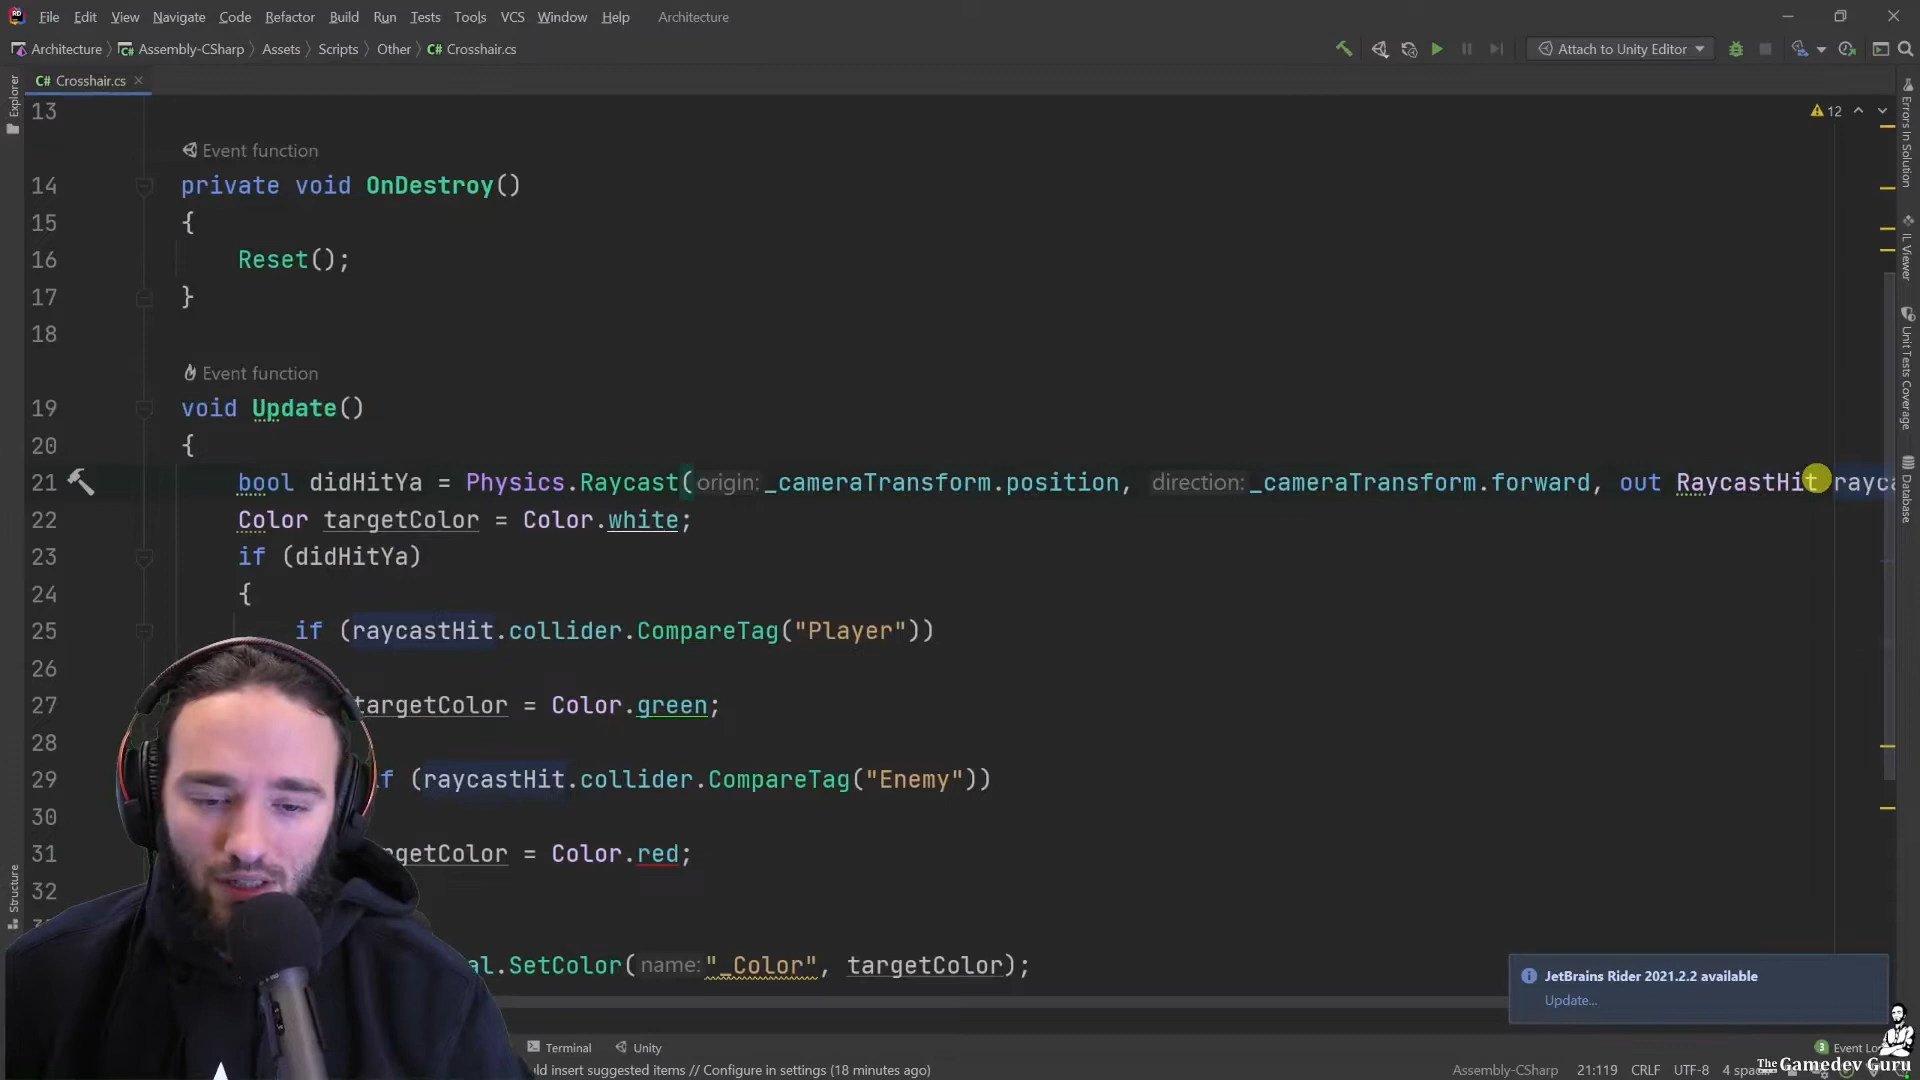 File Edit View Navigate Code Refactor Build Run Tests Tools VCS Window Help Architecture
Architecture Assembly-CSharp Assets Scripts Other C# Crosshair.cs Attach to Unity Editor
C# Crosshair.cs
Explorer
13
12
Event function
14 private void OnDestroy()
15 {
16 Reset();
17 }
18
Event function
19 void Update()
20 {
21 bool didHitYa = Physics.Raycast(origin:_cameraTransform.position, direction:_cameraTransform.forward, out RaycastHit rayca
22 Color targetColor = Color.white;
23 if (didHitYa)
24 {
25 if (raycastHit.collider.CompareTag("Player"))
26
27 targetColor = Color.green;
28
29 if (raycastHit.collider.CompareTag("Enemy"))
30
31 getColor = Color.red;
32
al.SetColor(name:"_Color", targetColor);
Errors In Solution
IL Viewer
Unit Tests Coverage
Database
Structure
JetBrains Rider 2021.2.2 available
Update...
Terminal Unity
3 Event Lo
uld insert suggested items // Configure in settings (18 minutes ago) Assembly-CSharp 21:119 CRLF UTF-8 4 spac
The Gamedev Guru